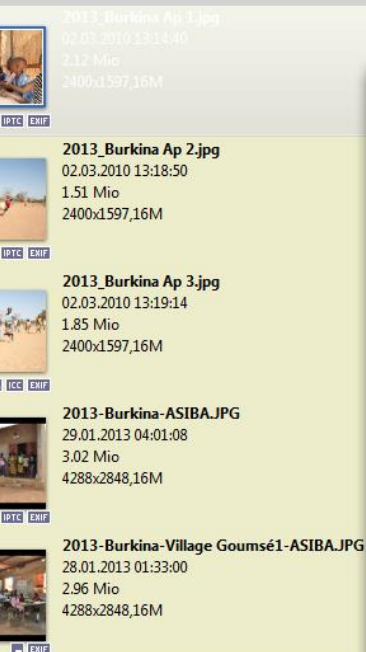 2013_Burkina Ap 1.jpg
02.03.2010 13:14:40
2.12 Mio
2400x1597,16M
IPTC EXIF
2013_Burkina Ap 2.jpg
02.03.2010 13:18:50
1.51 Mio
2400x1597,16M
IPTC EXIF
2013_Burkina Ap 3.jpg
02.03.2010 13:19:14
1.85 Mio
2400x1597,16M
ICC EXIF
2013-Burkina-ASIBA.JPG
29.01.2013 04:01:08
3.02 Mio
4288x2848,16M
IPTC EXIF
2013-Burkina-Village Goumsé1-ASIBA.JPG
28.01.2013 01:33:00
2.96 Mio
4288x2848,16M
EXIF